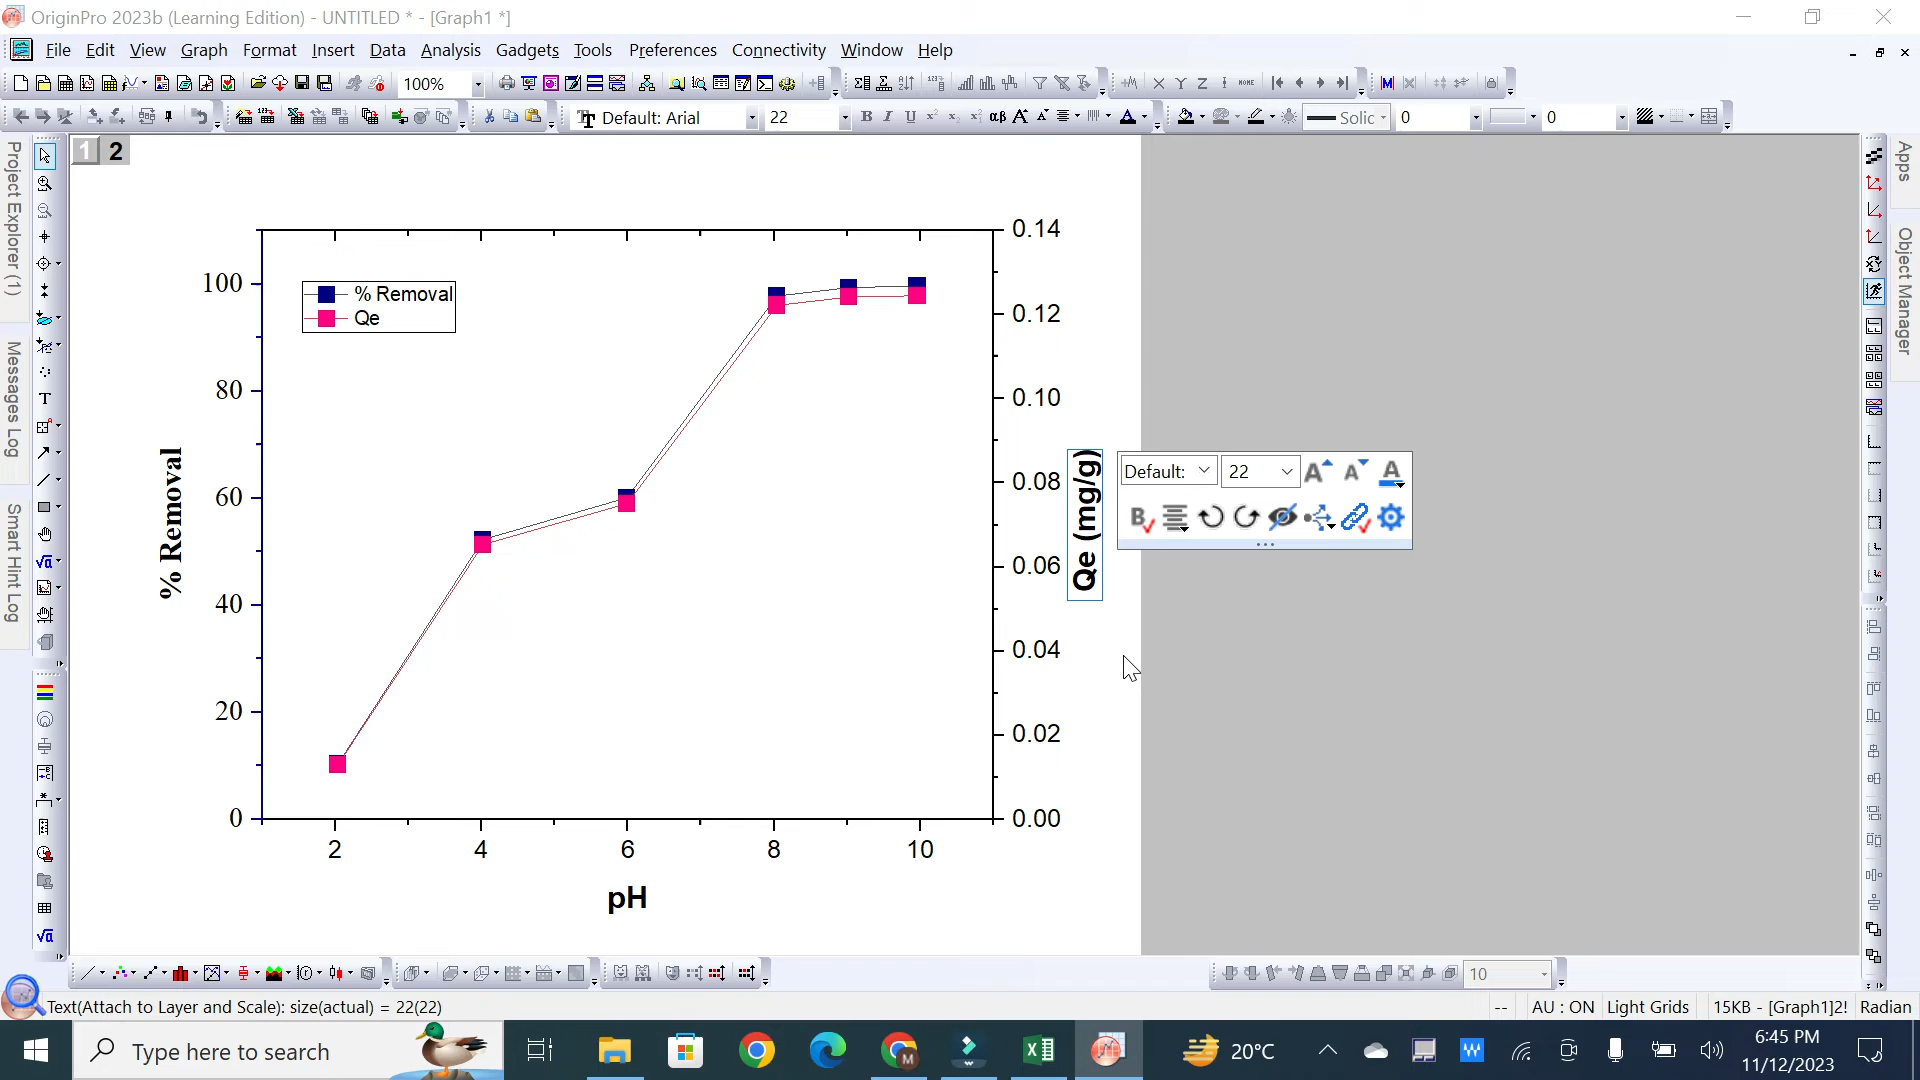 OriginPro 2023b (Learning Edition) - UNTITLED * - [Graph1 *]
File Edit View Graph Format Insert Data Analysis Gadgets Tools Preferences Connectivity Window Help
100%
Default: Arial 22 B I U αβ A Solic 0 0
Project Explorer (1)
Messages Log
Smart Hint Log
Apps
Object Manager
1 2
% Removal
Qe
100
80
60
40
20
0
% Removal
0.14
0.12
0.10
0.08
0.06
0.04
0.02
0.00
Qe (mg/g)
2 4 6 8 10
pH
Default: 22
10
Text(Attach to Layer and Scale): size(actual) = 22(22)
-- AU : ON Light Grids 15KB - [Graph1]2! Radian
Type here to search
20°C
6:45 PM
11/12/2023